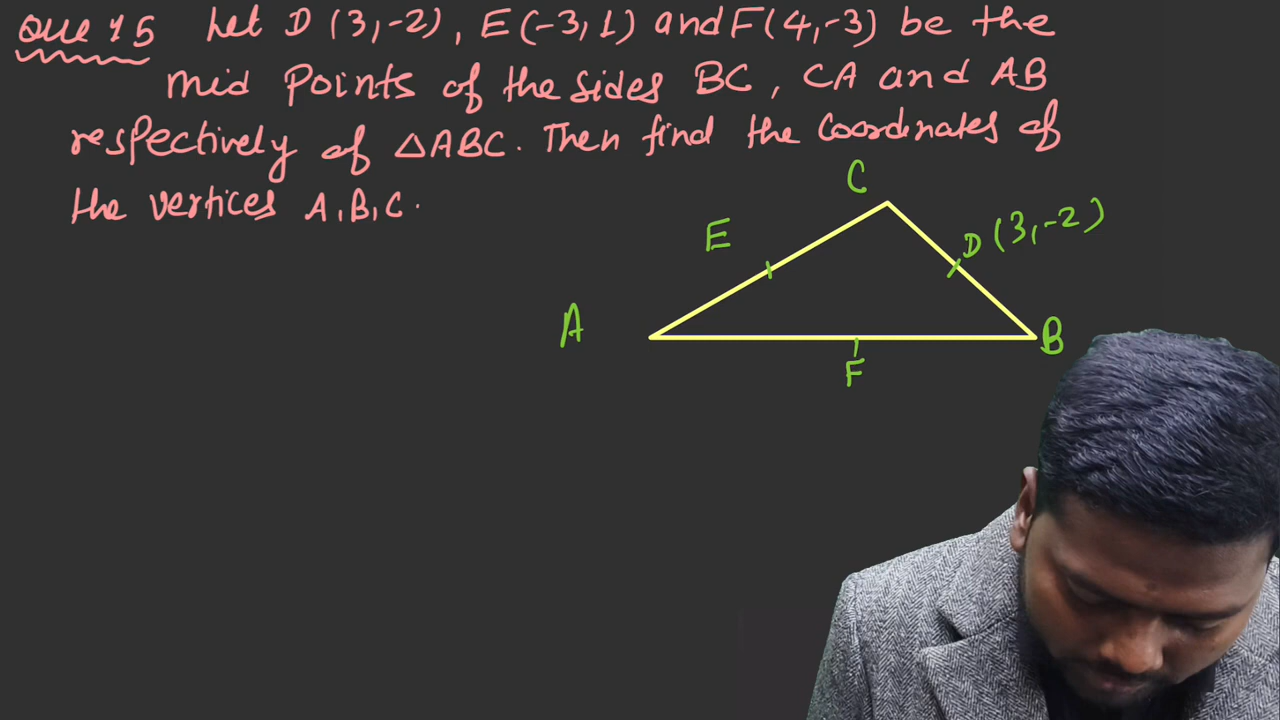 Que 15 Let D (3,-2), E(-3,1) and F(4,-3) be the
mid points of the sides BC, CA and AB
respectively of △ABC. Then find the coordinates of
the vertices A,B,C.
C
E
D (3,-2)
A
B
F